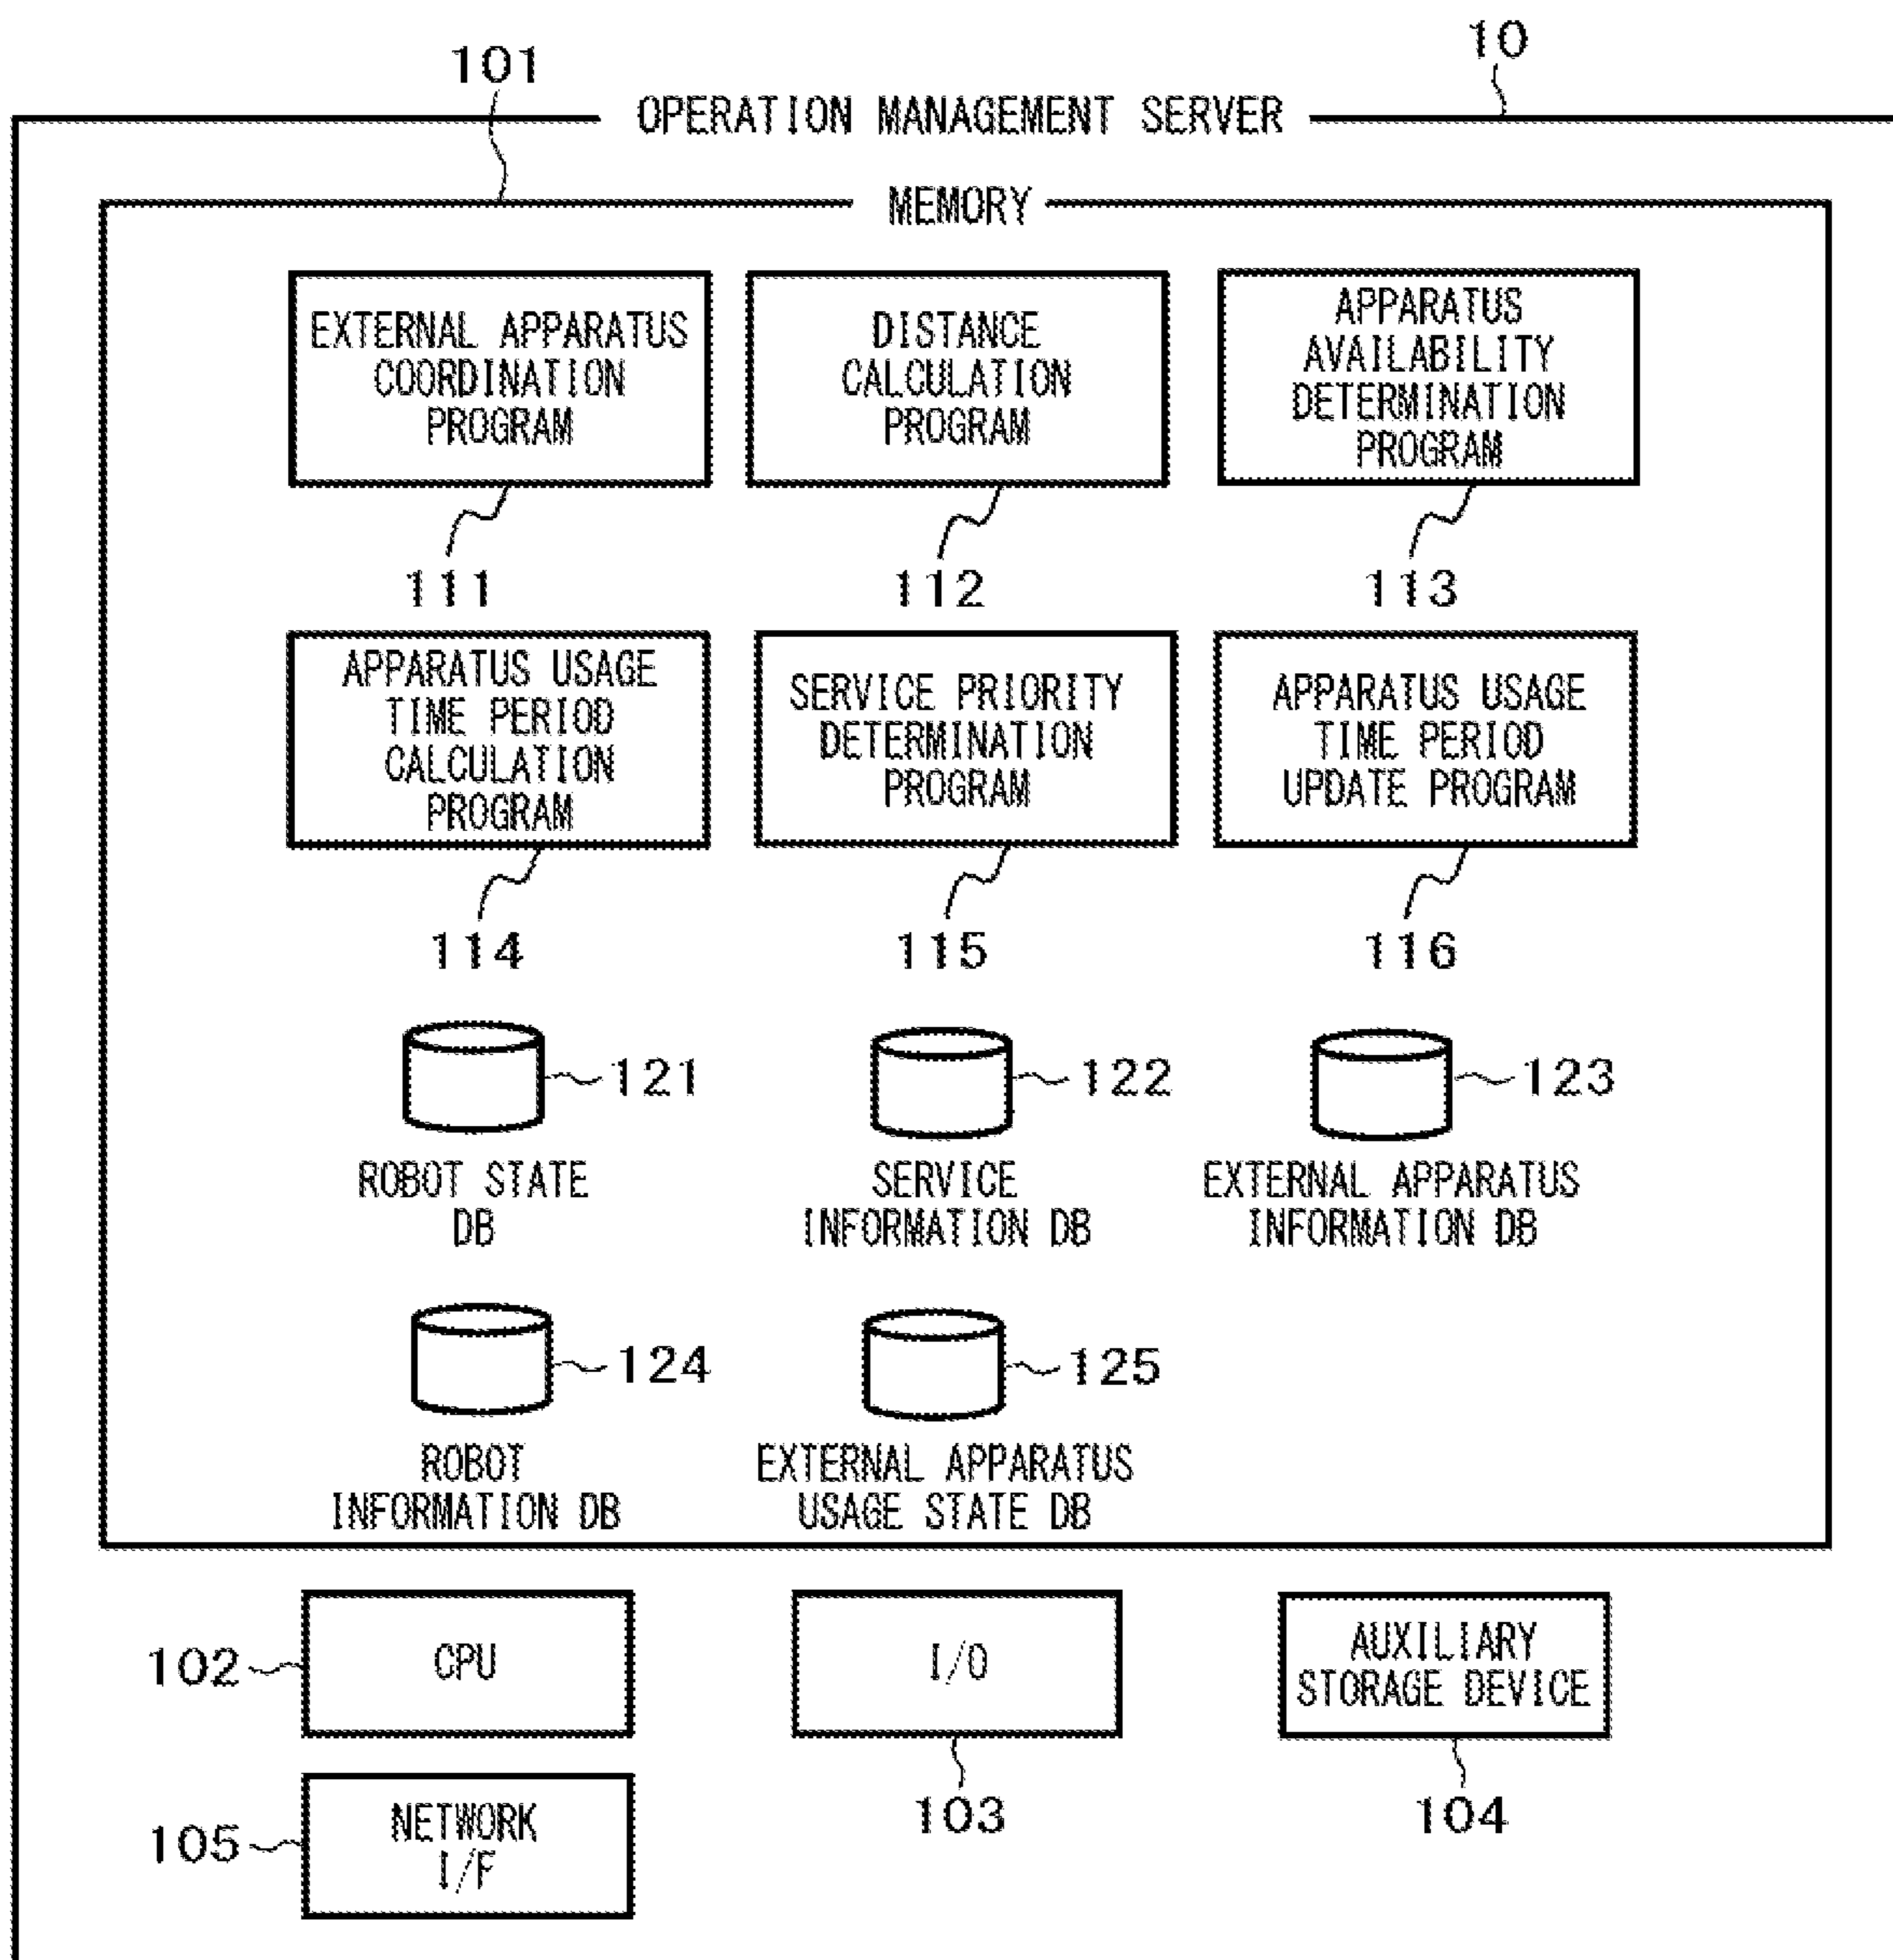 101
10
OPERATION MANAGEMENT SERVER
MEMORY
EXTERNAL APPARATUS
COORDINATION
PROGRAM
111
DISTANCE
CALCULATION
PROGRAM
112
APPARATUS
AVAILABILITY
DETERMINATION
PROGRAM
113
APPARATUS USAGE
TIME PERIOD
CALCULATION
PROGRAM
114
SERVICE PRIORITY
DETERMINATION
PROGRAM
115
APPARATUS USAGE
TIME PERIOD
UPDATE PROGRAM
116
121
ROBOT STATE
DB
122
SERVICE
INFORMATION DB
123
EXTERNAL APPARATUS
INFORMATION DB
124
ROBOT
INFORMATION DB
125
EXTERNAL APPARATUS
USAGE STATE DB
102
CPU
I/O
103
AUXILIARY
STORAGE DEVICE
104
105
NETWORK
I/F